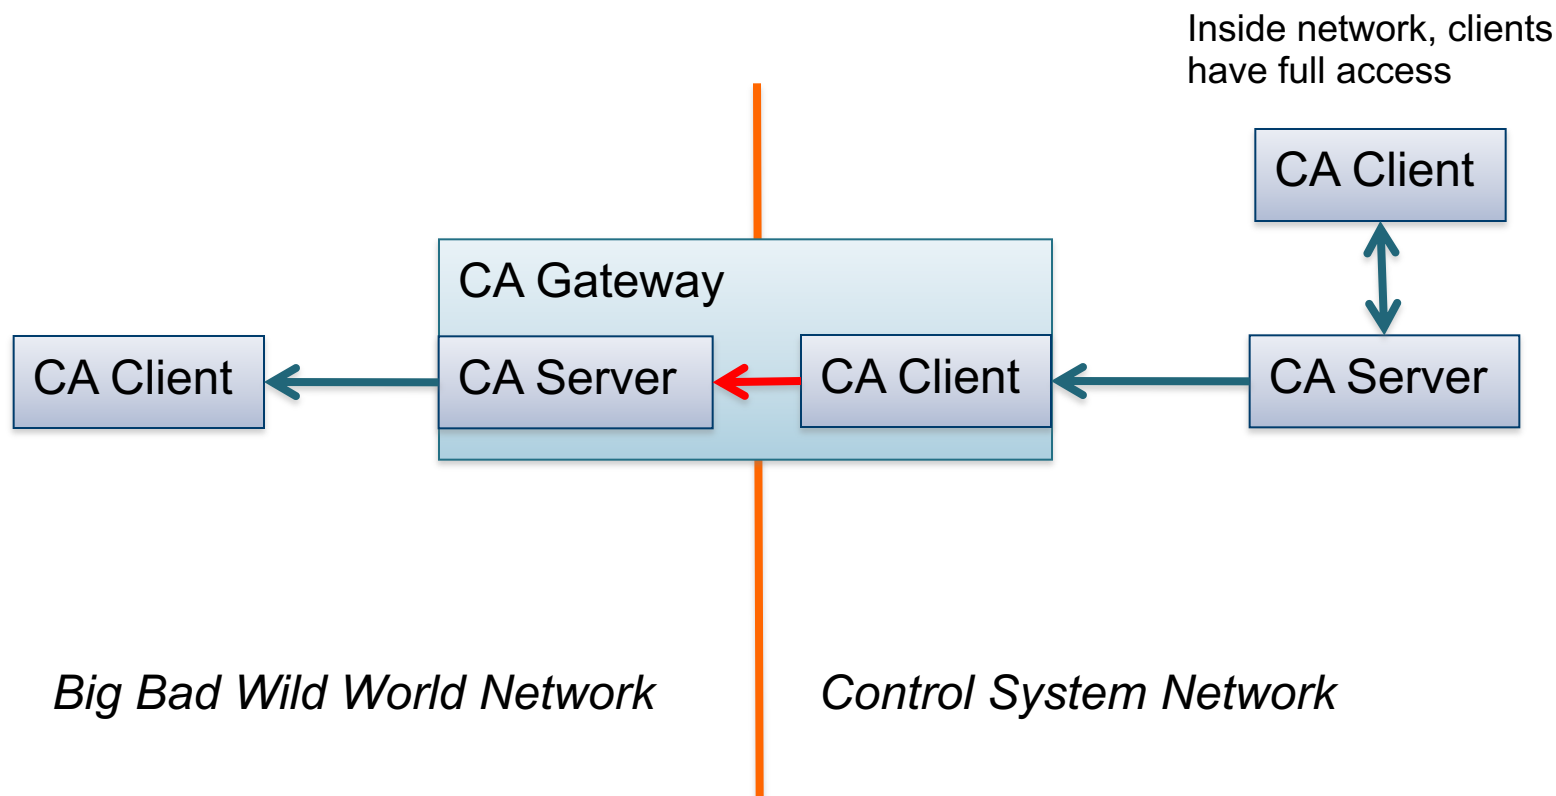 Inside network, clients
have full access
CA Client
CA Gateway
CA Client
CA Server
CA Client
CA Server
Big Bad Wild World Network
Control System Network